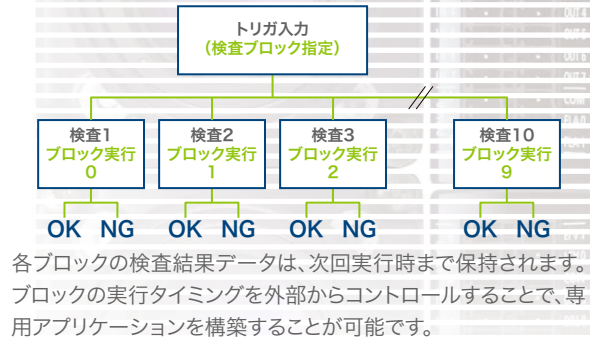 トリガ入力
(検査ブロック指定)
検査1
ブロック実行
0
検査2
ブロック実行
1
検査3
ブロック実行
2
検査10
ブロック実行
9
OK NG OK NG OK NG OK NG
各ブロックの検査結果データは、次回実行時まで保持されます。
ブロックの実行タイミングを外部からコントロールすることで、専
用アプリケーションを構築することが可能です。
OUT4
OUT5
OUT6
OUT7
COM